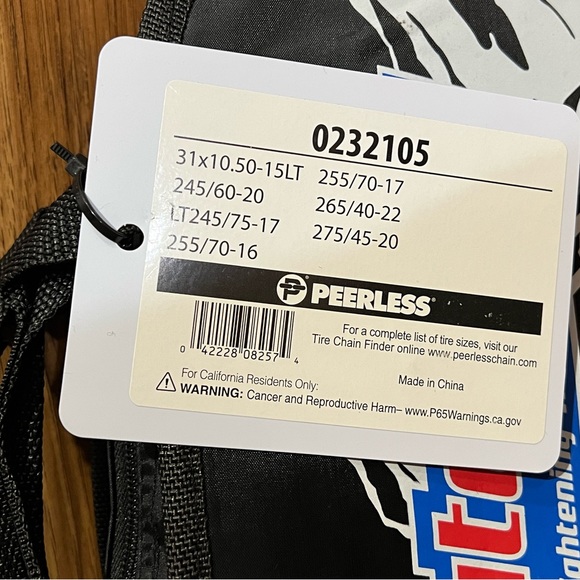 0232105
31x10.50-15LT 255/70-17
245/60-20 265/40-22
LT245/75-17 275/45-20
255/70-16
PEERLESS
For a complete list of tire sizes, visit our
Tire Chain Finder online www.peerlesschain.com
0 42228 08257 4
Made in China
For California Residents Only:
WARNING: Cancer and Reproductive Harm– www.P65Warnings.ca.gov